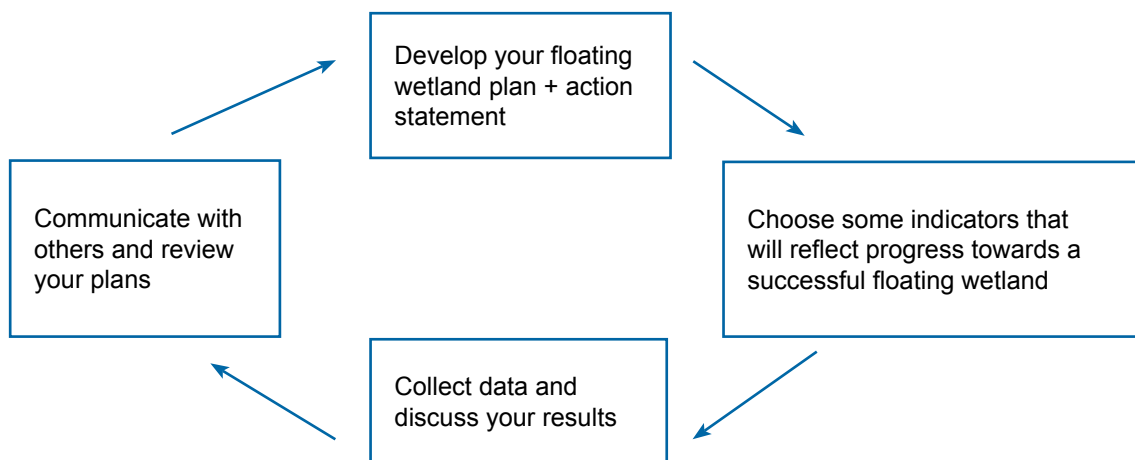 Develop your floating
wetland plan + action
statement
Choose some indicators that
will reflect progress towards a
successful floating wetland
Collect data and
discuss your results
Communicate with
others and review
your plans